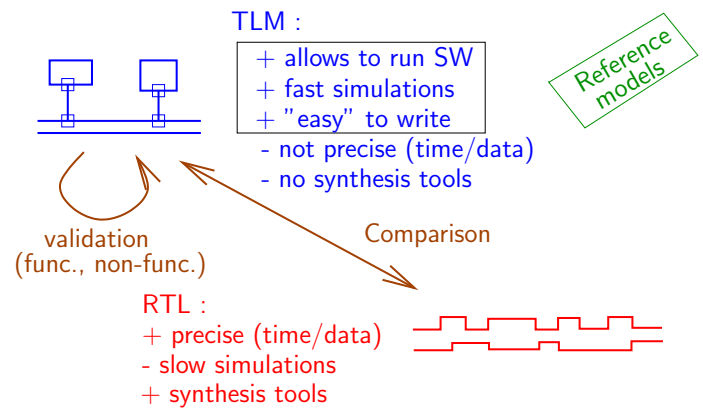 TLM :
+ allows to run SW
+ fast simulations
+ "easy" to write
- not precise (time/data)
- no synthesis tools
Reference
models
validation
(func., non-func.)
Comparison
RTL :
+ precise (time/data)
- slow simulations
+ synthesis tools